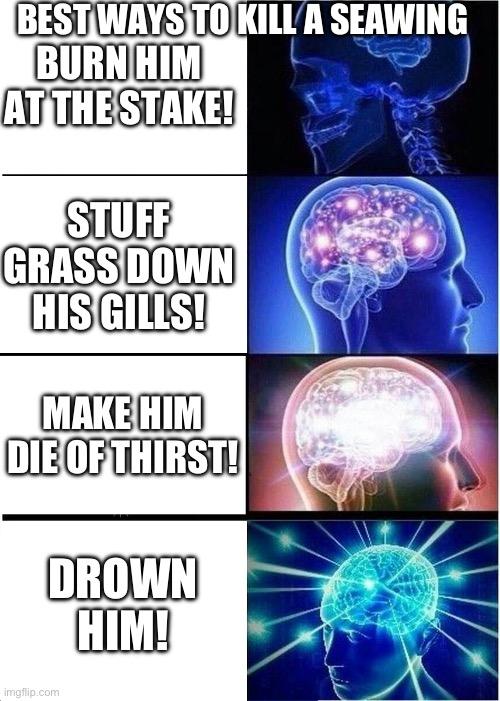 BEST WAYS TO KILL A SEAWING
BURN HIM
AT THE STAKE!
STUFF
GRASS DOWN
HIS GILLS!
MAKE HIM
DIE OF THIRST!
DROWN
HIM!
imgflip.com